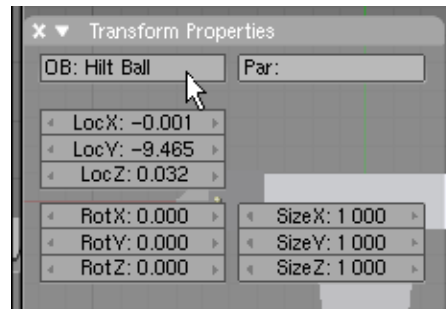 Transform Properties
OB: Hilt Ball
Par:
LocX: -0.001
LocY: -9.465
LocZ: 0.032
RotX: 0.000
SizeX: 1 000
RotY: 0.000
SizeY: 1 000
RotZ: 0.000
SizeZ: 1 000